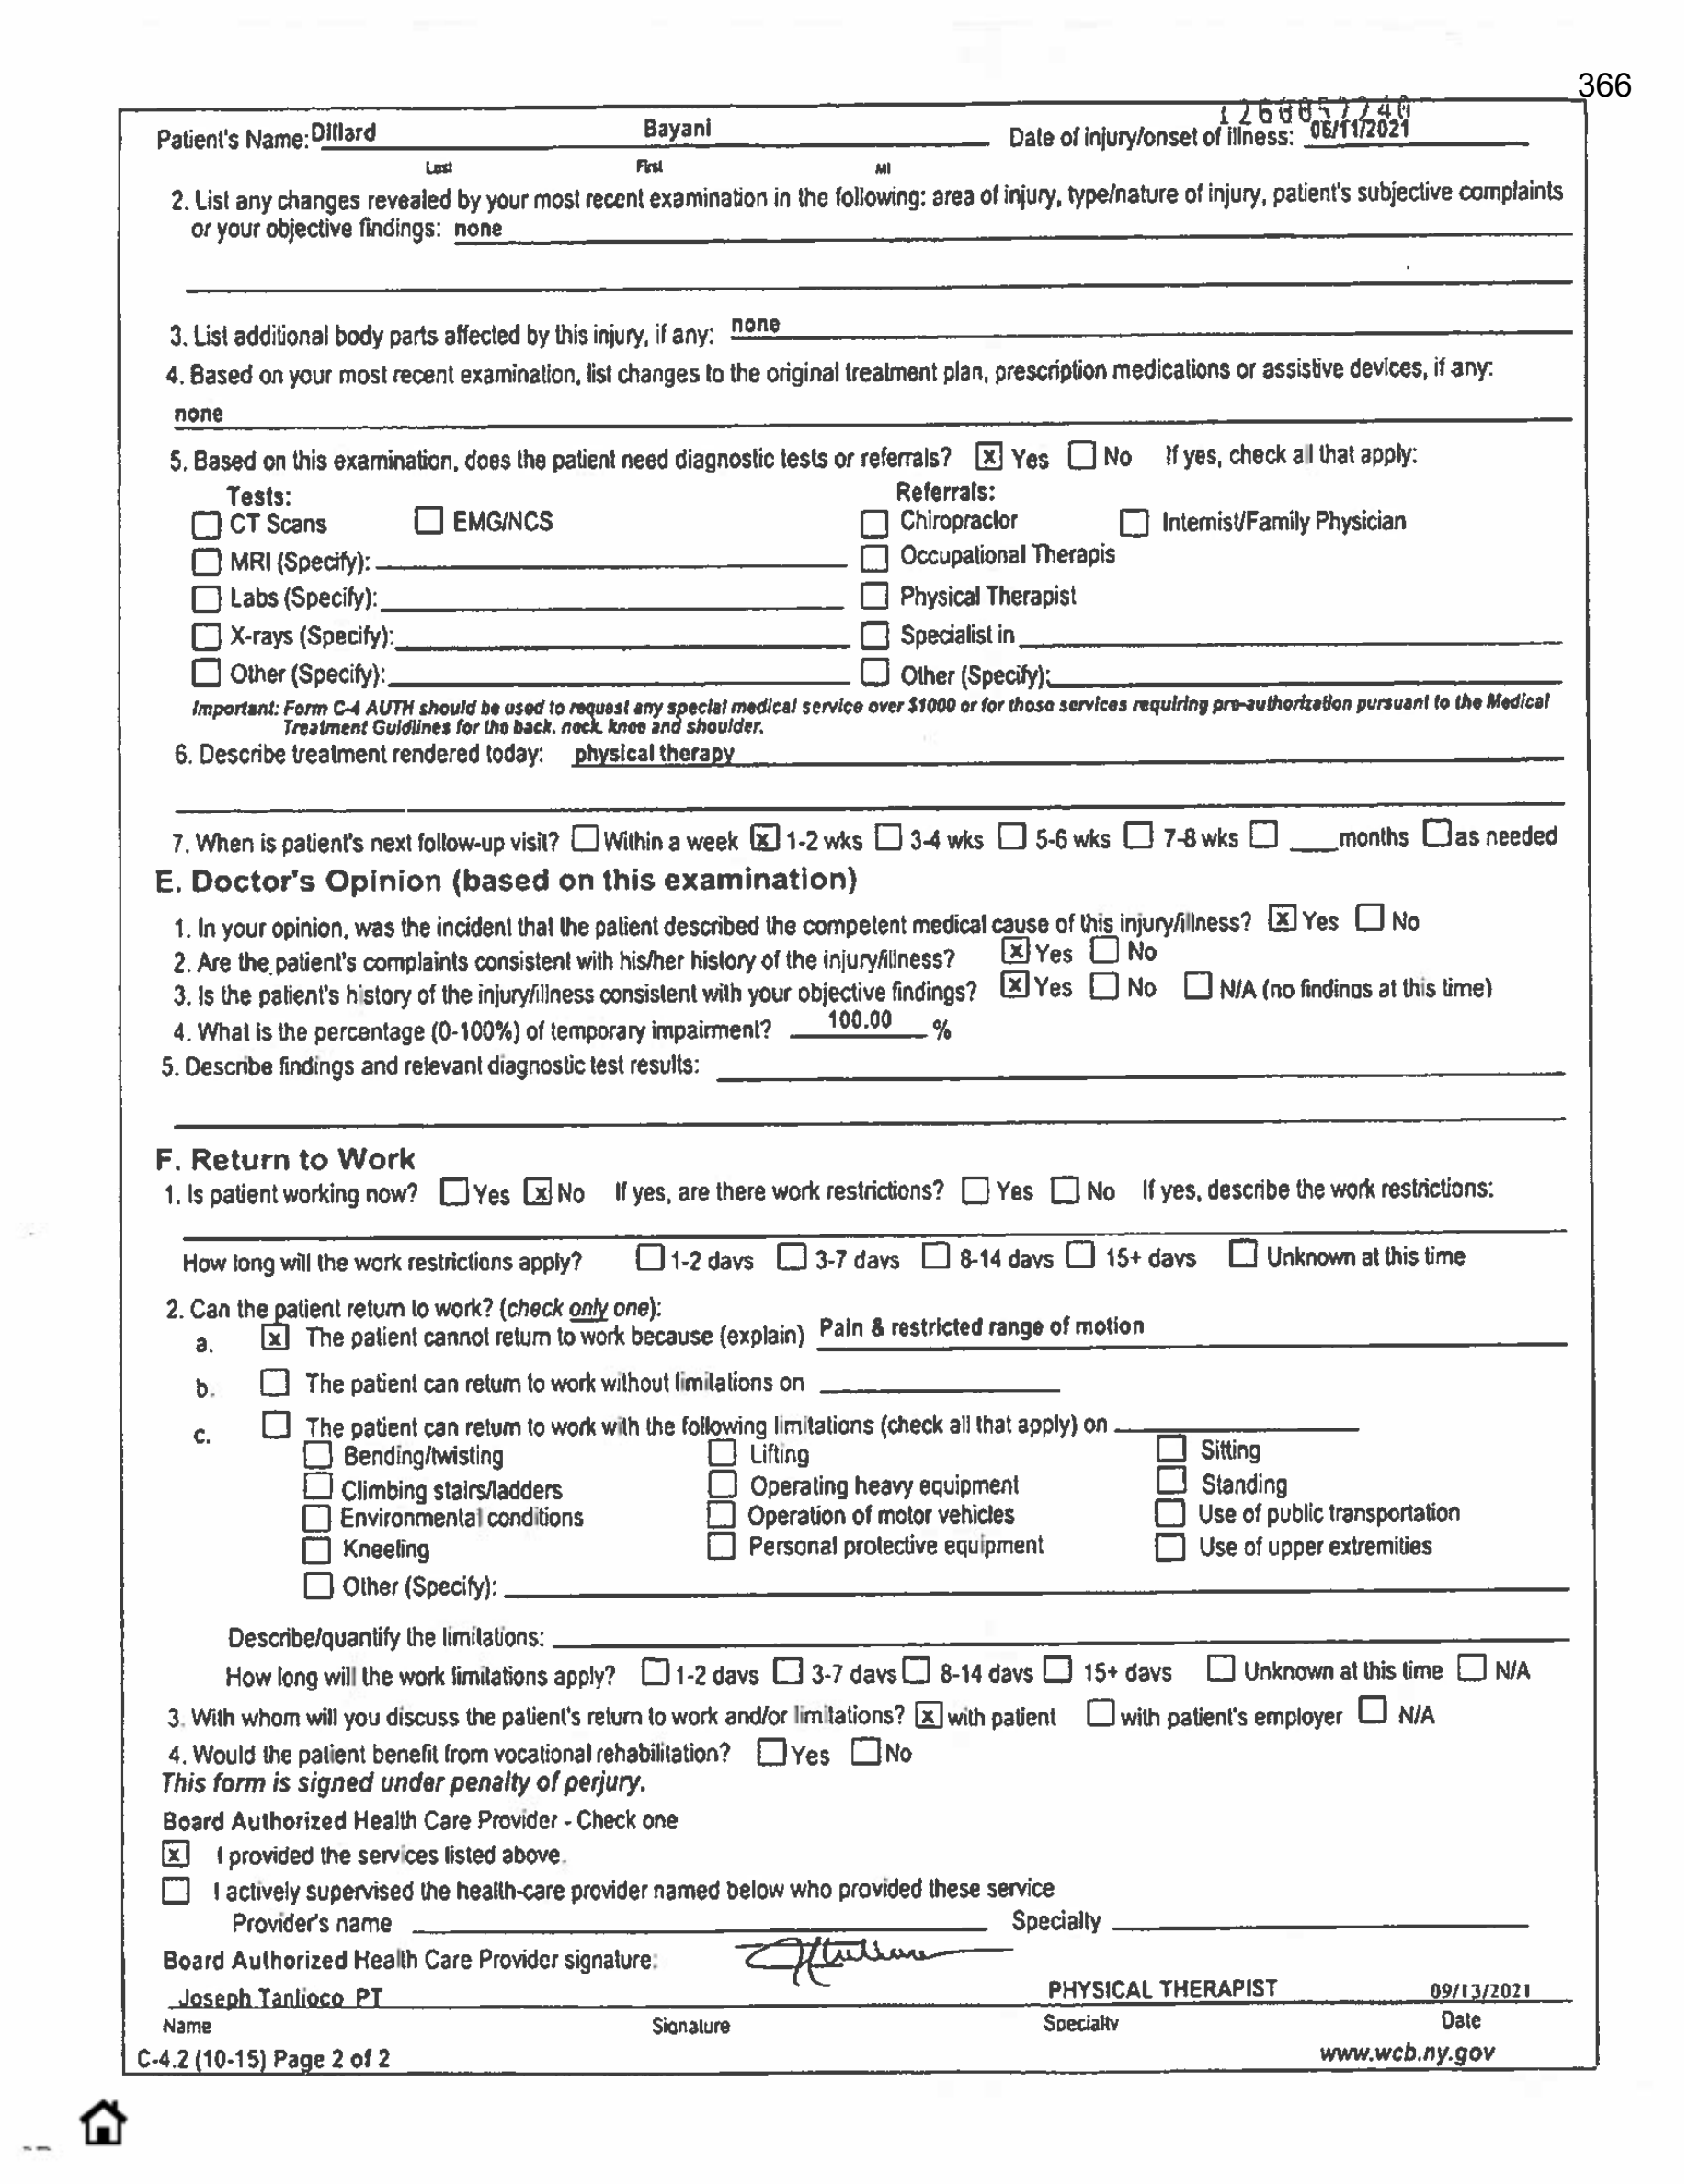 366
1260057240
Patient's Name: Dillard Bayani Date of injury/onset of illness: 06/11/2021
Last First MI
2. List any changes revealed by your most recent examination in the following: area of injury, type/nature of injury, patient's subjective complaints
or your objective findings: none
3. List additional body parts affected by this injury, if any: none
4. Based on your most recent examination, list changes to the original treatment plan, prescription medications or assistive devices, if any:
none
5. Based on this examination, does the patient need diagnostic tests or referrals? [x] Yes [ ] No If yes, check all that apply:
Tests: Referrals:
[ ] CT Scans [ ] EMG/NCS [ ] Chiropractor [ ] Internist/Family Physician
[ ] MRI (Specify): [ ] Occupational Therapis
[ ] Labs (Specify): [ ] Physical Therapist
[ ] X-rays (Specify): [ ] Specialist in
[ ] Other (Specify): [ ] Other (Specify):
Important: Form C-4 AUTH should be used to request any special medical service over $1000 or for those services requiring pre-authorization pursuant to the Medical
Treatment Guidlines for the back, neck, knee and shoulder.
6. Describe treatment rendered today: physical therapy
7. When is patient's next follow-up visit? [ ] Within a week [x] 1-2 wks [ ] 3-4 wks [ ] 5-6 wks [ ] 7-8 wks [ ] ___ months [ ] as needed
E. Doctor's Opinion (based on this examination)
1. In your opinion, was the incident that the patient described the competent medical cause of this injury/illness? [x] Yes [ ] No
2. Are the patient's complaints consistent with his/her history of the injury/illness? [x] Yes [ ] No
3. Is the patient's history of the injury/illness consistent with your objective findings? [x] Yes [ ] No [ ] N/A (no findings at this time)
4. What is the percentage (0-100%) of temporary impairment? 100.00 %
5. Describe findings and relevant diagnostic test results:
F. Return to Work
1. Is patient working now? [ ] Yes [x] No If yes, are there work restrictions? [ ] Yes [ ] No If yes, describe the work restrictions:
How long will the work restrictions apply? [ ] 1-2 days [ ] 3-7 days [ ] 8-14 days [ ] 15+ days [ ] Unknown at this time
2. Can the patient return to work? (check only one):
a. [x] The patient cannot return to work because (explain) Pain & restricted range of motion
b. [ ] The patient can return to work without limitations on
c. [ ] The patient can return to work with the following limitations (check all that apply) on
[ ] Bending/twisting [ ] Lifting [ ] Sitting
[ ] Climbing stairs/ladders [ ] Operating heavy equipment [ ] Standing
[ ] Environmental conditions [ ] Operation of motor vehicles [ ] Use of public transportation
[ ] Kneeling [ ] Personal protective equipment [ ] Use of upper extremities
[ ] Other (Specify):
Describe/quantify the limitations:
How long will the work limitations apply? [ ] 1-2 days [ ] 3-7 days [ ] 8-14 days [ ] 15+ days [ ] Unknown at this time [ ] N/A
3. With whom will you discuss the patient's return to work and/or limitations? [x] with patient [ ] with patient's employer [ ] N/A
4. Would the patient benefit from vocational rehabilitation? [ ] Yes [ ] No
This form is signed under penalty of perjury.
Board Authorized Health Care Provider - Check one
[x] I provided the services listed above.
[ ] I actively supervised the health-care provider named below who provided these service
Provider's name Specialty
Board Authorized Health Care Provider signature:
Joseph Tanlioco PT PHYSICAL THERAPIST 09/13/2021
Name Signature Specialty Date
C-4.2 (10-15) Page 2 of 2 www.wcb.ny.gov